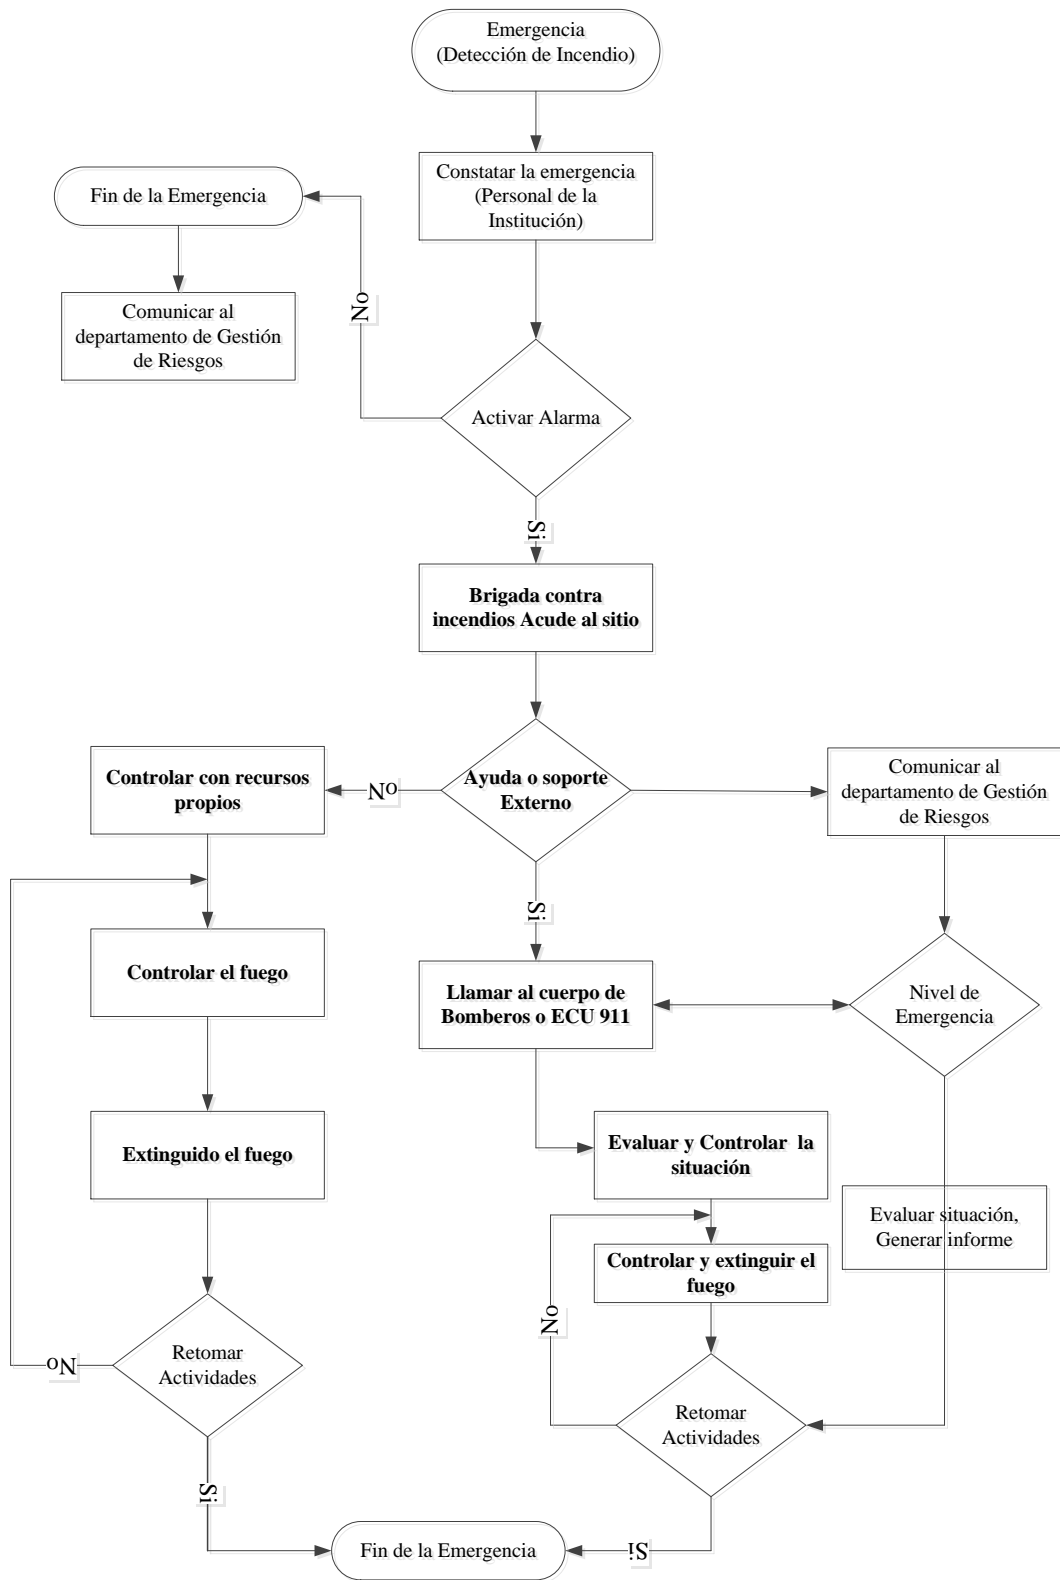 Emergencia
(Detección de Incendio)
Constatar la emergencia
(Personal de la
Institución)
Fin de la Emergencia
Comunicar al
departamento de Gestión
de Riesgos
No
Activar Alarma
Si
Brigada contra
incendios Acude al sitio
Controlar con recursos
propios
No
Ayuda o soporte
Externo
Comunicar al
departamento de Gestión
de Riesgos
Si
Controlar el fuego
Llamar al cuerpo de
Bomberos o ECU 911
Nivel de
Emergencia
Extinguido el fuego
Evaluar y Controlar la
situación
Evaluar situación,
Generar informe
Controlar y extinguir el
fuego
No
No
Retomar
Actividades
Retomar
Actividades
Si
Fin de la Emergencia
Si